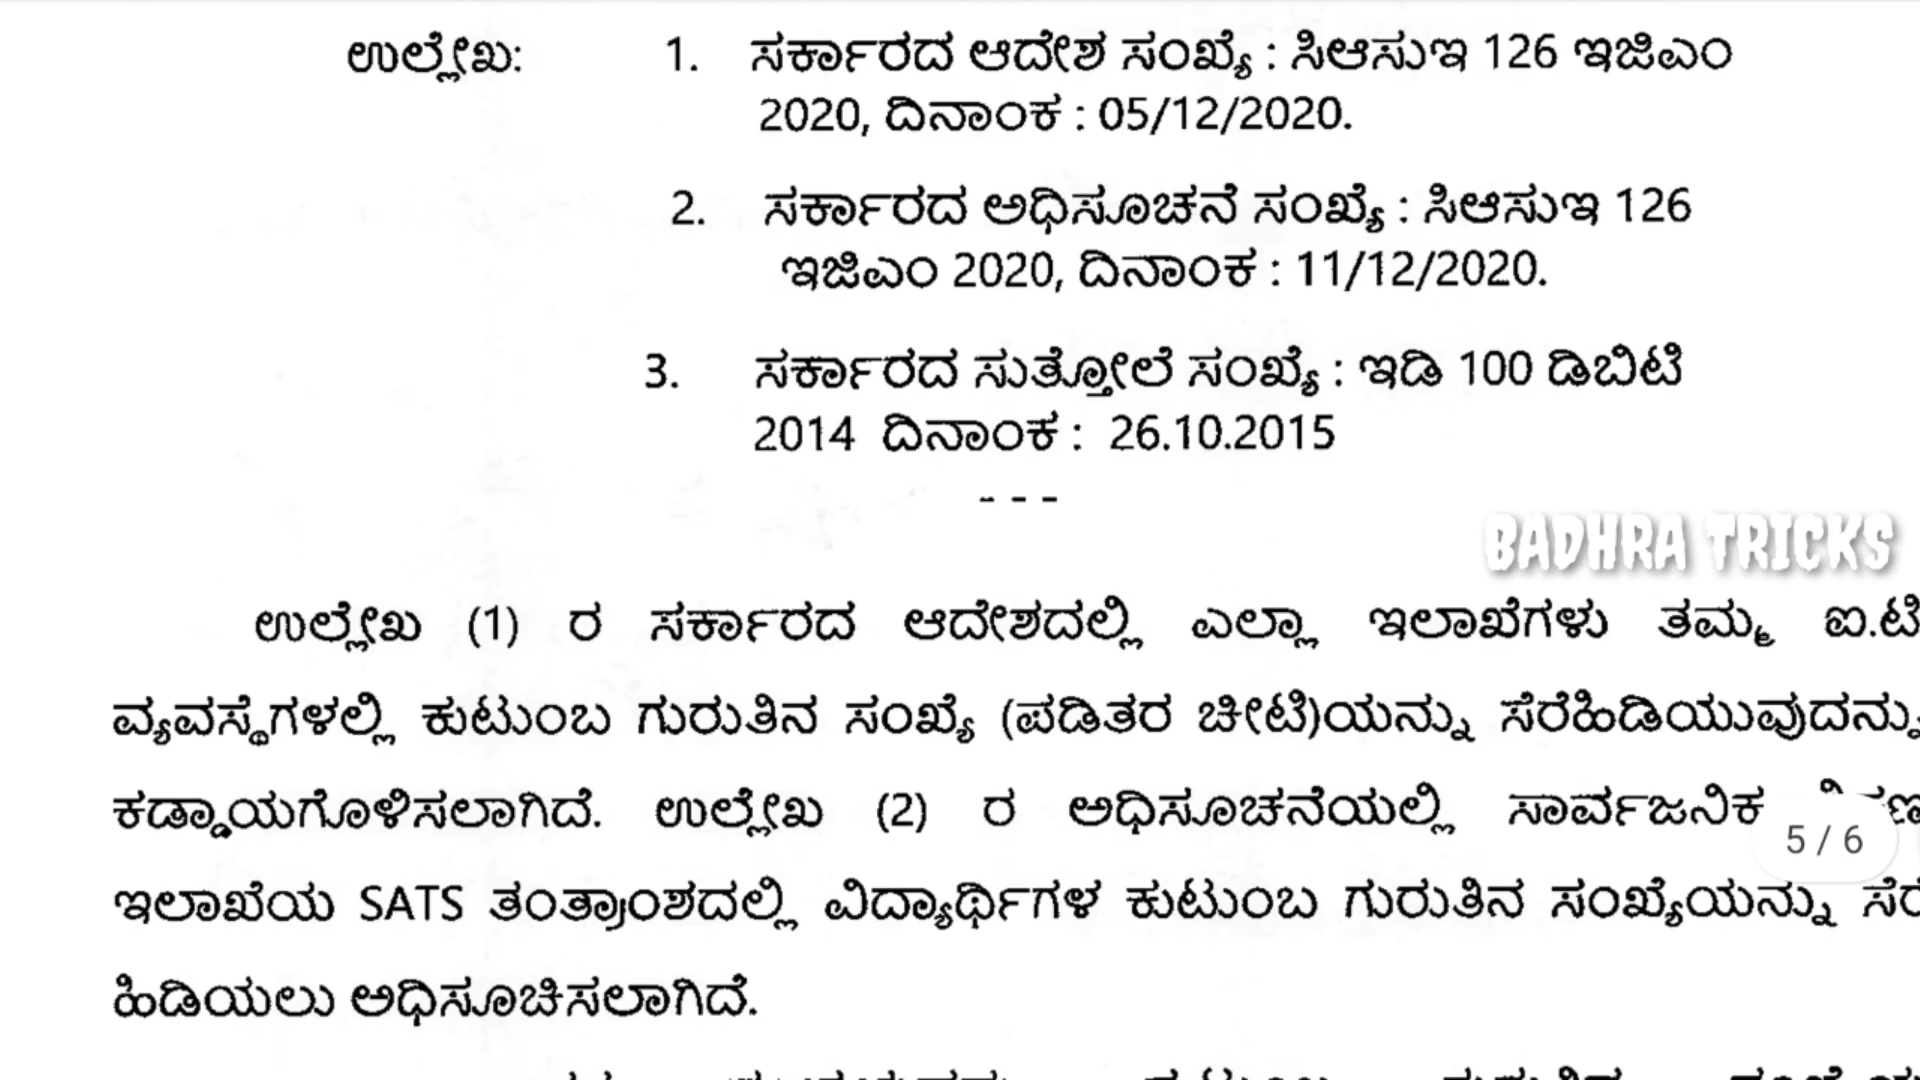 ಉಲ್ಲೇಖ: 1. ಸರ್ಕಾರದ ಆದೇಶ ಸಂಖ್ಯೆ : ಸಿಆಸುಇ 126 ಇಜಿಎಂ
2020, ದಿನಾಂಕ : 05/12/2020.
2. ಸರ್ಕಾರದ ಅಧಿಸೂಚನೆ ಸಂಖ್ಯೆ : ಸಿಆಸುಇ 126
ಇಜಿಎಂ 2020, ದಿನಾಂಕ : 11/12/2020.
3. ಸರ್ಕಾರದ ಸುತ್ತೋಲೆ ಸಂಖ್ಯೆ : ಇಡಿ 100 ಡಿಬಿಟಿ
2014 ದಿನಾಂಕ : 26.10.2015
- - -
BADHRA TRICKS
ಉಲ್ಲೇಖ (1) ರ ಸರ್ಕಾರದ ಆದೇಶದಲ್ಲಿ ಎಲ್ಲಾ ಇಲಾಖೆಗಳು ತಮ್ಮ ಐ.ಟಿ
ವ್ಯವಸ್ಥೆಗಳಲ್ಲಿ ಕುಟುಂಬ ಗುರುತಿನ ಸಂಖ್ಯೆ (ಪಡಿತರ ಚೀಟಿ)ಯನ್ನು ಸೆರೆಹಿಡಿಯುವುದನ್ನು
ಕಡ್ಡಾಯಗೊಳಿಸಲಾಗಿದೆ. ಉಲ್ಲೇಖ (2) ರ ಅಧಿಸೂಚನೆಯಲ್ಲಿ ಸಾರ್ವಜನಿಕ
5 / 6
ಇಲಾಖೆಯ SATS ತಂತ್ರಾಂಶದಲ್ಲಿ ವಿದ್ಯಾರ್ಥಿಗಳ ಕುಟುಂಬ ಗುರುತಿನ ಸಂಖ್ಯೆಯನ್ನು ಸೆರೆ
ಹಿಡಿಯಲು ಅಧಿಸೂಚಿಸಲಾಗಿದೆ.